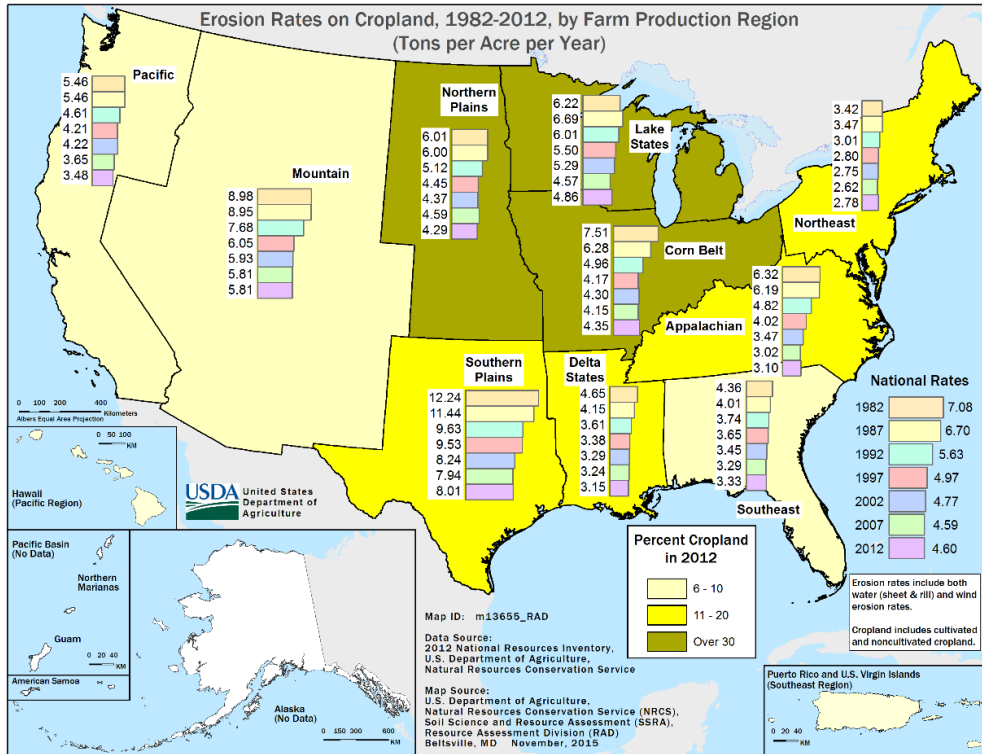 Erosion Rates on Cropland, 1982-2012, by Farm Production Region
(Tons per Acre per Year)
Pacific
5.46
5.46
4.61
4.21
4.22
3.65
3.48
Mountain
8.98
8.95
7.68
6.05
5.93
5.81
5.81
Northern
Plains
6.01
6.00
5.12
4.45
4.37
4.59
4.29
Lake
States
6.22
6.69
6.01
5.50
5.29
4.57
4.86
Corn Belt
7.51
6.28
4.96
4.17
4.30
4.15
4.35
Northeast
3.42
3.47
3.01
2.80
2.75
2.62
2.78
Appalachian
6.32
6.19
4.82
4.02
3.47
3.02
3.10
Southern
Plains
12.24
11.44
9.63
9.53
8.24
7.94
8.01
Delta
States
4.65
4.15
3.61
3.38
3.29
3.24
3.15
Southeast
4.36
4.01
3.74
3.65
3.45
3.29
3.33
National Rates
1982 7.08
1987 6.70
1992 5.63
1997 4.97
2002 4.77
2007 4.59
2012 4.60
0 100 200 400
Kilometers
Albers Equal Area Projection
0 50 100
KM
Hawaii
(Pacific Region)
USDA
United States
Department of
Agriculture
Pacific Basin
(No Data)
Northern
Marianas
Guam
0 20 40
KM
American Samoa
Alaska
(No Data)
0 150 300 600
KM
Map ID: m13655_RAD
Data Source:
2012 National Resources Inventory,
U.S. Department of Agriculture,
Natural Resources Conservation Service
Map Source:
U.S. Department of Agriculture,
Natural Resources Conservation Service (NRCS),
Soil Science and Resource Assessment (SSRA),
Resource Assessment Division (RAD)
Beltsville, MD November, 2015
Percent Cropland
in 2012
6 - 10
11 - 20
Over 30
Erosion rates include both
water (sheet & rill) and wind
erosion rates.
Cropland includes cultivated
and noncultivated cropland.
Puerto Rico and U.S. Virgin Islands
(Southeast Region)
0 20 40
KM